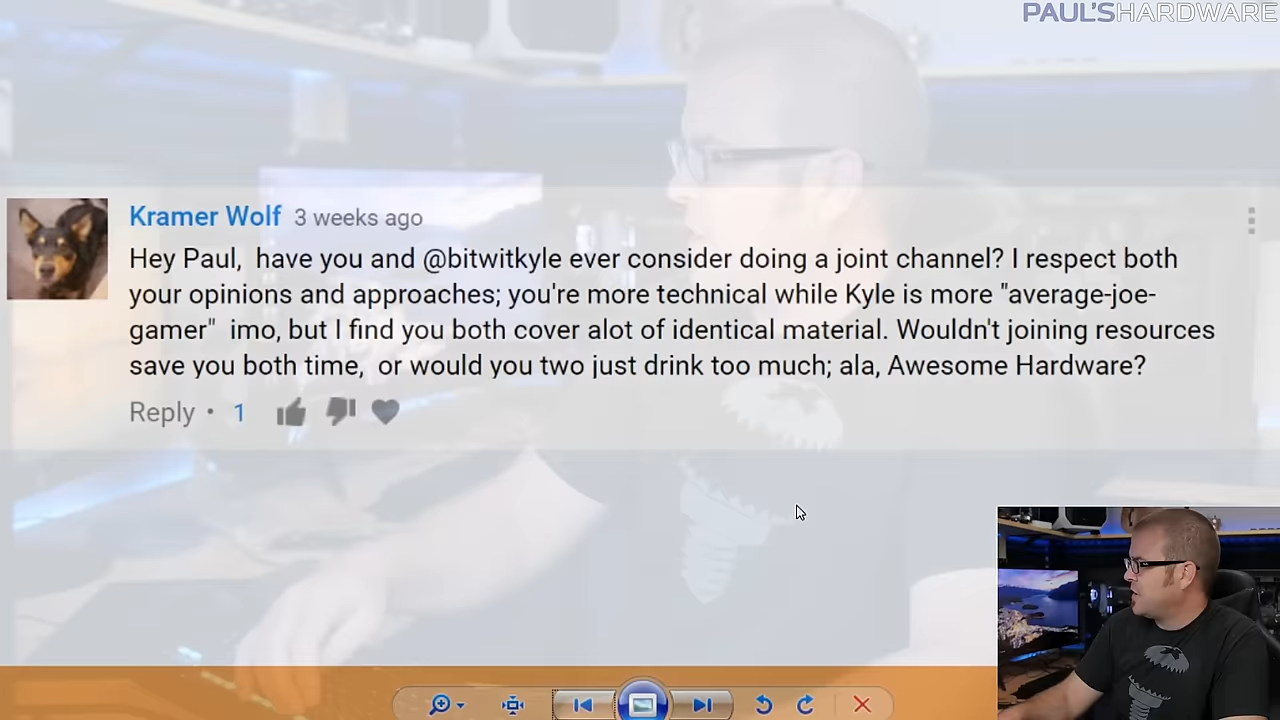 PAUL'SHARDWARE
Kramer Wolf 3 weeks ago
Hey Paul,  have you and @bitwitkyle ever consider doing a joint channel? I respect both
your opinions and approaches; you're more technical while Kyle is more "average-joe-
gamer"  imo, but I find you both cover alot of identical material. Wouldn't joining resources
save you both time,  or would you two just drink too much; ala, Awesome Hardware?
Reply • 1